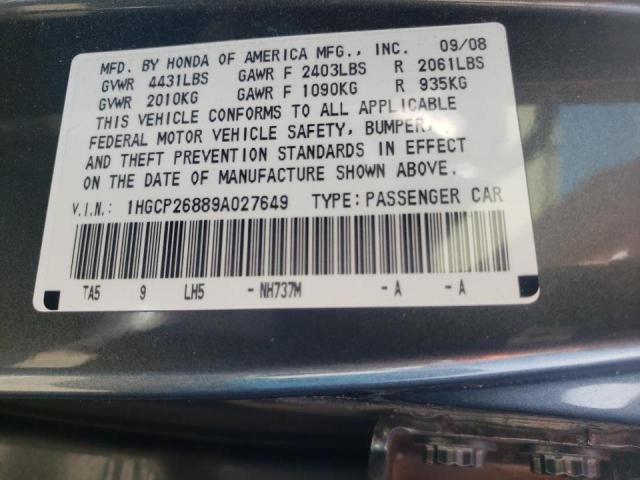 MFD. BY HONDA OF AMERICA MFG., INC. 09/08
GVWR 4431LBS GAWR F 2403LBS R 2061LBS
GVWR 2010KG GAWR F 1090KG R 935KG
THIS VEHICLE CONFORMS TO ALL APPLICABLE
FEDERAL MOTOR VEHICLE SAFETY, BUMPER,
AND THEFT PREVENTION STANDARDS IN EFFECT
ON THE DATE OF MANUFACTURE SHOWN ABOVE.
V.I.N.: 1HGCP26889A027649 TYPE: PASSENGER CAR
TA5 9 LH5 - NH737M - A - A